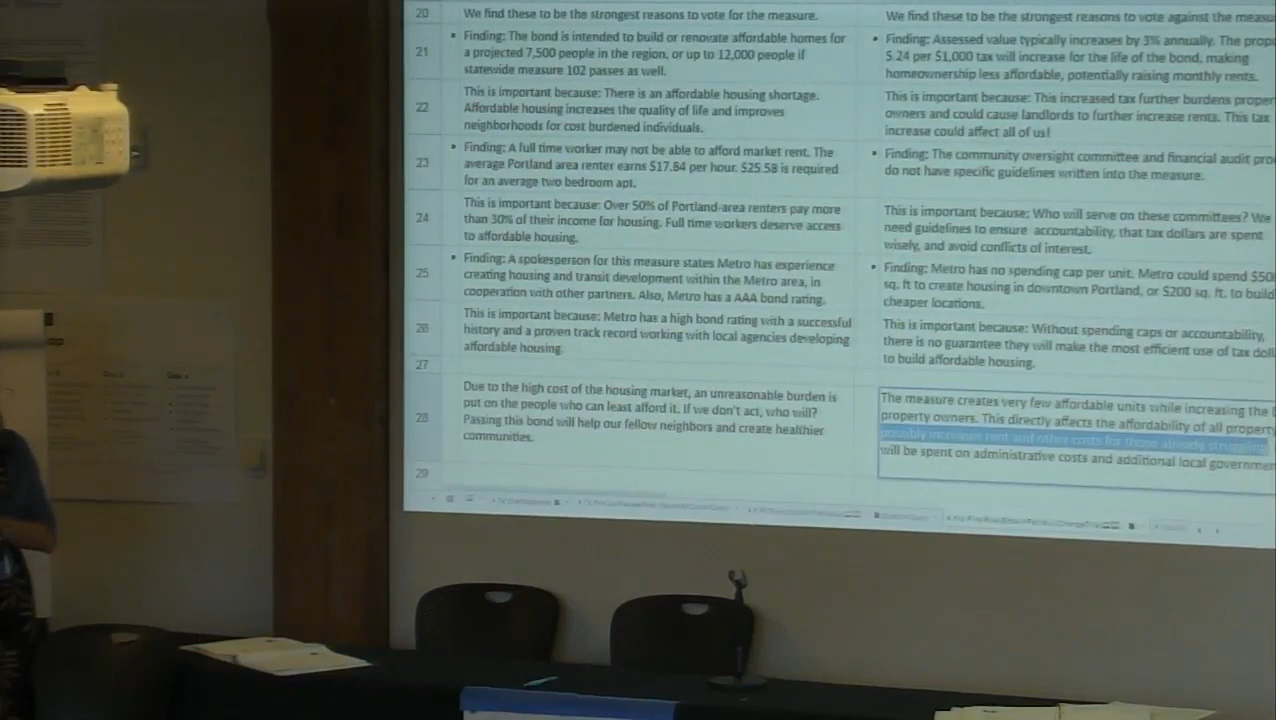 20
We find these to be the strongest reasons to vote for the measure.
21
• Finding: The bond is intended to build or renovate affordable homes for
a projected 7,500 people in the region, or up to 12,000 people if
statewide measure 102 passes as well.
22
This is important because: There is an affordable housing shortage.
Affordable housing increases the quality of life and improves
neighborhoods for cost burdened individuals.
23
• Finding: A full time worker may not be able to afford market rent. The
average Portland area renter earns $17.84 per hour. $25.58 is required
for an average two bedroom apt.
24
This is important because: Over 50% of Portland-area renters pay more
than 30% of their income for housing. Full time workers deserve access
to affordable housing.
25
• Finding: A spokesperson for this measure states Metro has experience
creating housing and transit development within the Metro area, in
cooperation with other partners. Also, Metro has a AAA bond rating.
26
This is important because: Metro has a high bond rating with a successful
history and a proven track record working with local agencies developing
affordable housing.
27
28
Due to the high cost of the housing market, an unreasonable burden is
put on the people who can least afford it. If we don't act, who will?
Passing this bond will help our fellow neighbors and create healthier
communities.
29
We find these to be the strongest reasons to vote against the measu
• Finding: Assessed value typically increases by 3% annually. The prop
$.24 per $1,000 tax will increase for the life of the bond, making
homeownership less affordable, potentially raising monthly rents.
This is important because: This increased tax further burdens proper
owners and could cause landlords to further increase rents. This tax
increase could affect all of us!
• Finding: The community oversight committee and financial audit pro
do not have specific guidelines written into the measure.
This is important because: Who will serve on these committees? We
need guidelines to ensure accountability, that tax dollars are spent
wisely, and avoid conflicts of interest.
• Finding: Metro has no spending cap per unit. Metro could spend $50
sq. ft to create housing in downtown Portland, or $200 sq. ft. to build
cheaper locations.
This is important because: Without spending caps or accountability,
there is no guarantee they will make the most efficient use of tax doll
to build affordable housing.
The measure creates very few affordable units while increasing the
property owners. This directly affects the affordability of all property
possibly increases rent and other costs for those already struggling
will be spent on administrative costs and additional local governmen